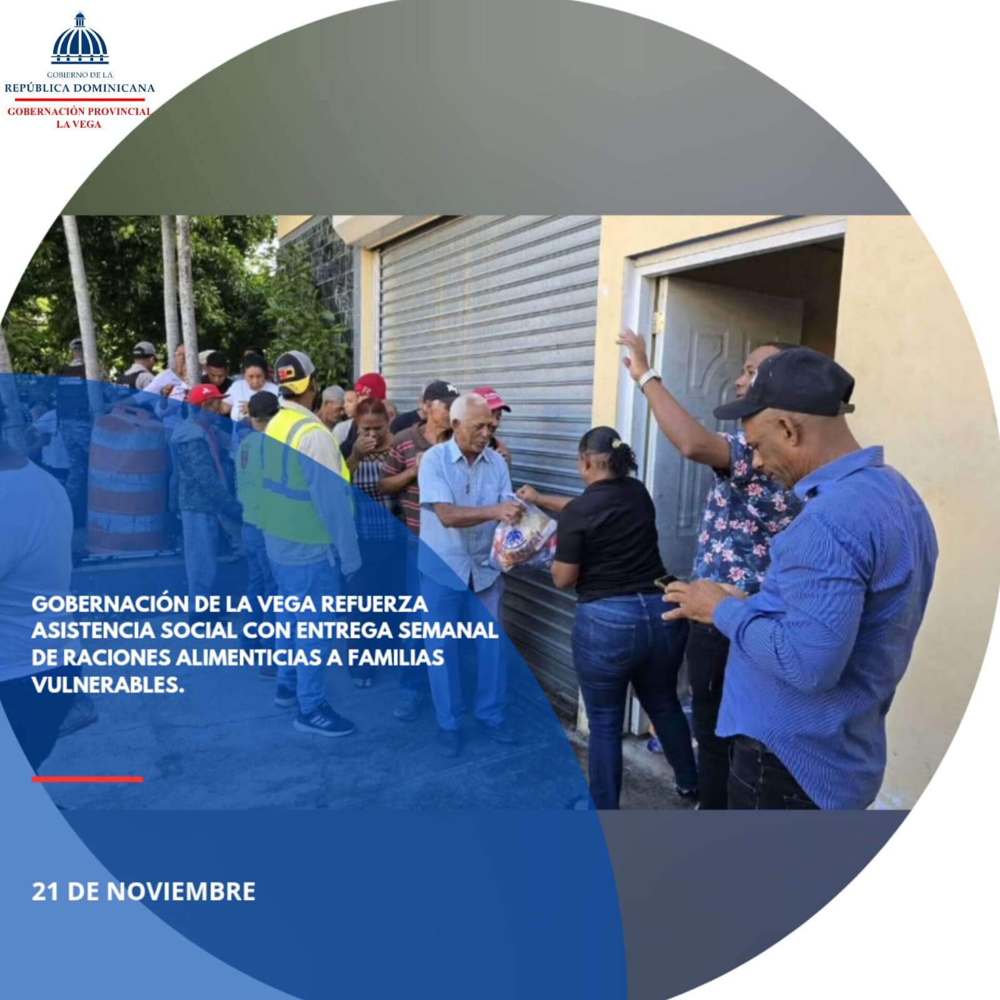 GOBIERNO DE LA
REPÚBLICA DOMINICANA
GOBERNACIÓN PROVINCIAL
LA VEGA
GOBERNACIÓN DE LA VEGA REFUERZA
ASISTENCIA SOCIAL CON ENTREGA SEMANAL
DE RACIONES ALIMENTICIAS A FAMILIAS
VULNERABLES.
21 DE NOVIEMBRE